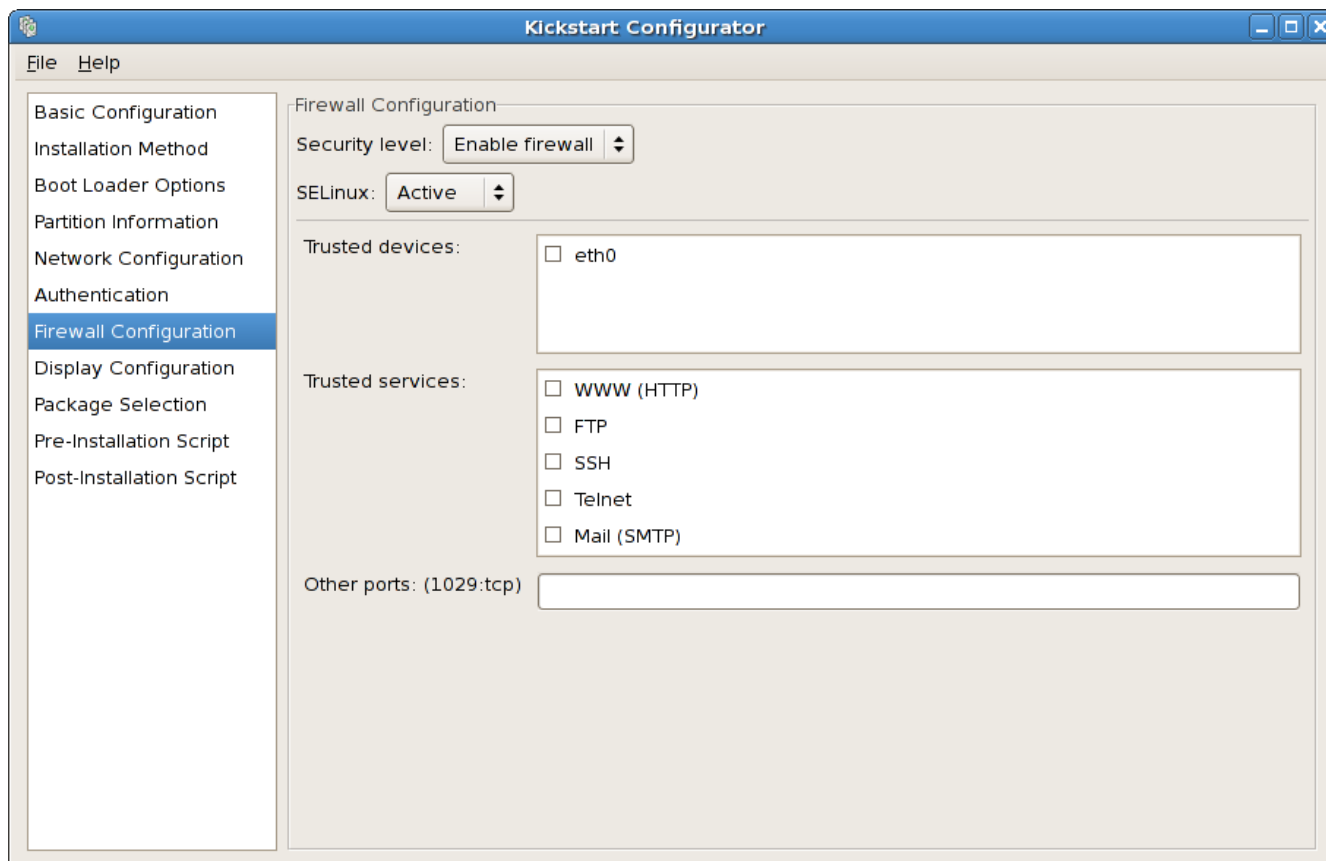 Kickstart Configurator
File Help
Basic Configuration
Installation Method
Boot Loader Options
Partition Information
Network Configuration
Authentication
Firewall Configuration
Display Configuration
Package Selection
Pre-Installation Script
Post-Installation Script
Firewall Configuration
Security level: Enable firewall
SELinux: Active
Trusted devices:
eth0
Trusted services:
WWW (HTTP)
FTP
SSH
Telnet
Mail (SMTP)
Other ports: (1029:tcp)